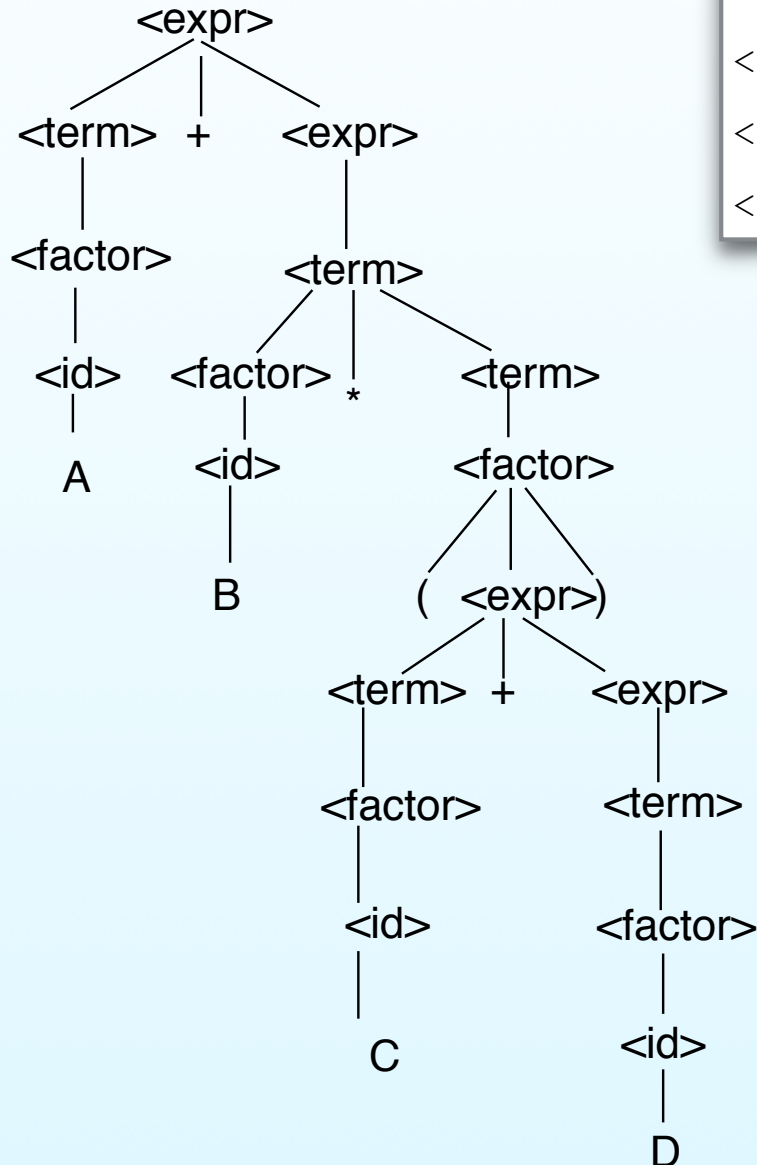 <expr>
<
<term> + <expr>
<
<
<factor>
<term>
<id> <factor> * <term>
A <id> <factor>
B ( <expr>)
<term> + <expr>
<factor> <term>
<id> <factor>
C <id>
D